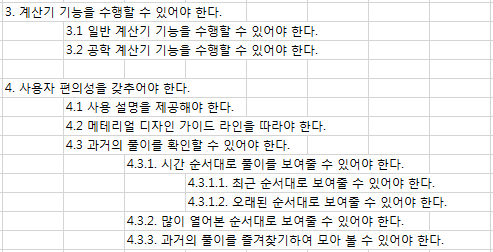 3. 계산기 기능을 수행할 수 있어야 한다.
3.1 일반 계산기 기능을 수행할 수 있어야 한다.
3.2 공학 계산기 기능을 수행할 수 있어야 한다.
4. 사용자 편의성을 갖추어야 한다.
4.1 사용 설명을 제공해야 한다.
4.2 메테리얼 디자인 가이드 라인을 따라야 한다.
4.3 과거의 풀이를 확인할 수 있어야 한다.
4.3.1. 시간 순서대로 풀이를 보여줄 수 있어야 한다.
4.3.1.1. 최근 순서대로 보여줄 수 있어야 한다.
4.3.1.2. 오래된 순서대로 보여줄 수 있어야 한다.
4.3.2. 많이 열어본 순서대로 보여줄 수 있어야 한다.
4.3.3. 과거의 풀이를 즐겨찾기하여 모아 볼 수 있어야 한다.